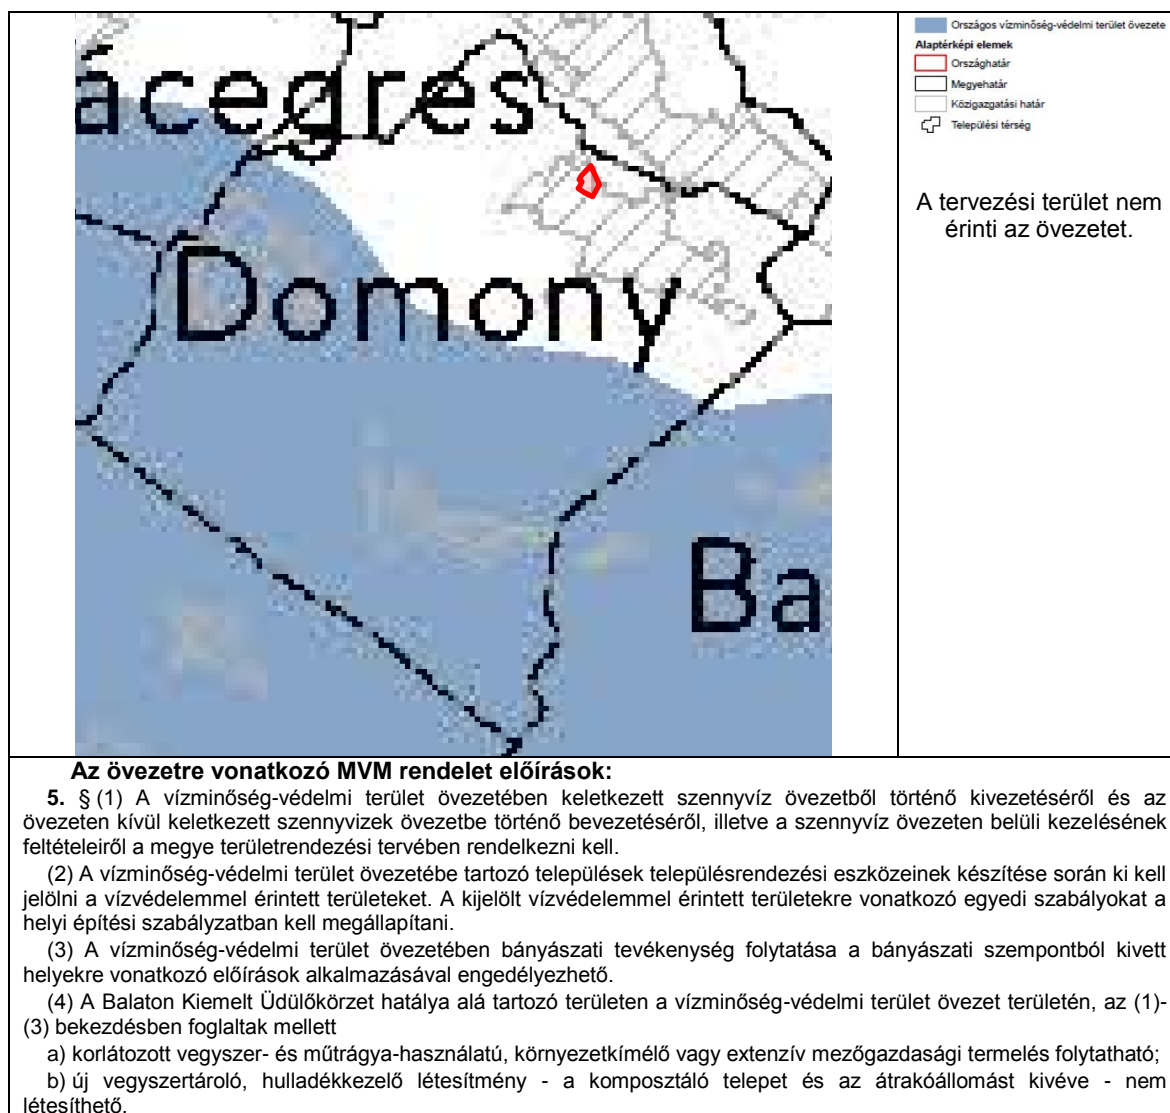 acegres
Domony
Ba
Országos vízminőség-védelmi terület övezete
Alaptérképi elemek
Országhatár
Megyehatár
Közigazgatási határ
Települési térség
A tervezési terület nem
érinti az övezetet.
Az övezetre vonatkozó MVM rendelet előírások:
5. § (1) A vízminőség-védelmi terület övezetében keletkezett szennyvíz övezetből történő kivezetéséről és az
övezeten kívül keletkezett szennyvizek övezetbe történő bevezetéséről, illetve a szennyvíz övezeten belüli kezelésének
feltételeiről a megye területrendezési tervében rendelkezni kell.
(2) A vízminőség-védelmi terület övezetébe tartozó települések településrendezési eszközeinek készítése során ki kell
jelölni a vízvédelemmel érintett területeket. A kijelölt vízvédelemmel érintett területekre vonatkozó egyedi szabályokat a
helyi építési szabályzatban kell megállapítani.
(3) A vízminőség-védelmi terület övezetében bányászati tevékenység folytatása a bányászati szempontból kivett
helyekre vonatkozó előírások alkalmazásával engedélyezhető.
(4) A Balaton Kiemelt Üdülőkörzet hatálya alá tartozó területen a vízminőség-védelmi terület övezet területén, az (1)-
(3) bekezdésben foglaltak mellett
a) korlátozott vegyszer- és műtrágya-használatú, környezetkímélő vagy extenzív mezőgazdasági termelés folytatható;
b) új vegyszertároló, hulladékkezelő létesítmény - a komposztáló telepet és az átrakóállomást kivéve - nem
létesíthető.